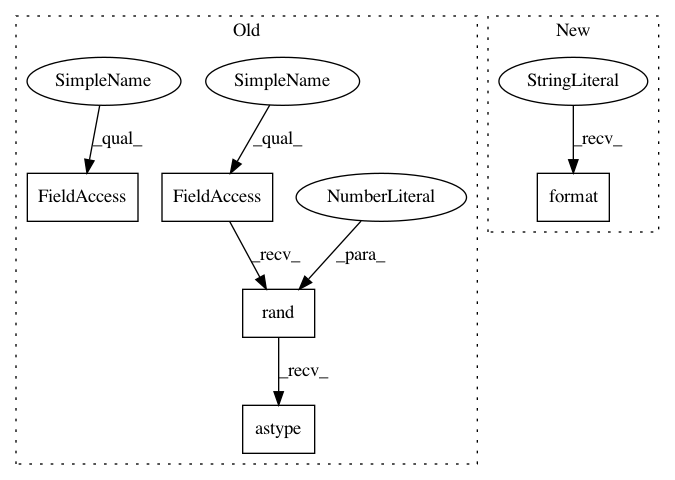 Old
New
SimpleName
SimpleName
StringLiteral
_qual_
_qual_
_recv_
FieldAccess
FieldAccess
NumberLiteral
format
_recv_
_para_
rand
_recv_
astype